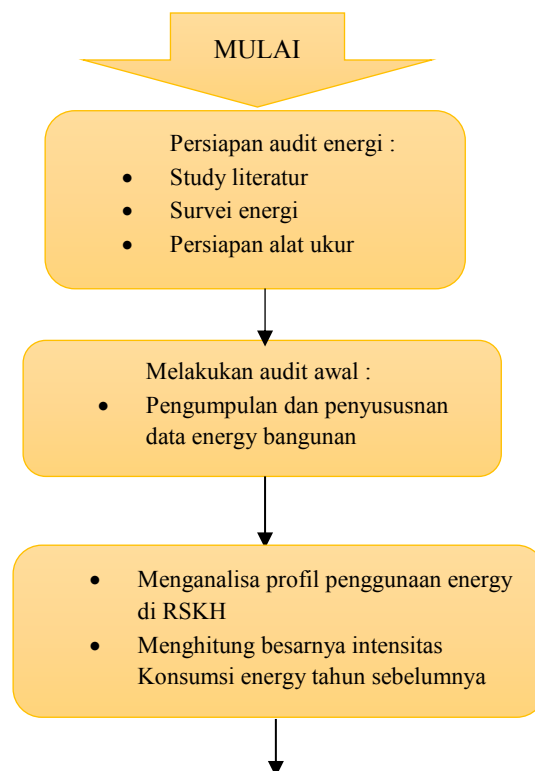 MULAI
Persiapan audit energi :
• Study literatur
• Survei energi
• Persiapan alat ukur
Melakukan audit awal :
• Pengumpulan dan penyususnan
data energy bangunan
• Menganalisa profil penggunaan energy
di RSKH
• Menghitung besarnya intensitas
Konsumsi energy tahun sebelumnya